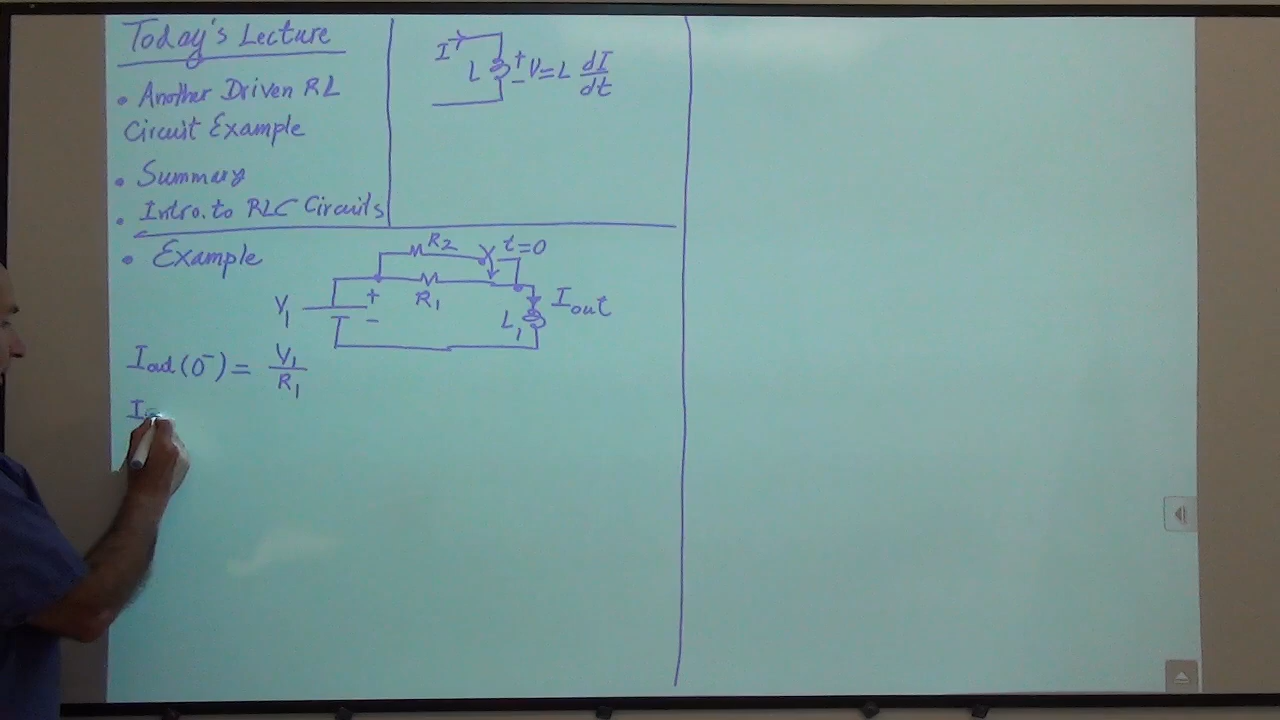 Today's Lecture
• Another Driven RL
Circuit Example
• Summary
• Intro. to RLC Circuits
I
L
+
-
V=L dI/dt
• Example
R2
t=0
V1
+
-
R1
L1
Iout
Iout(0-) = V1/R1
I